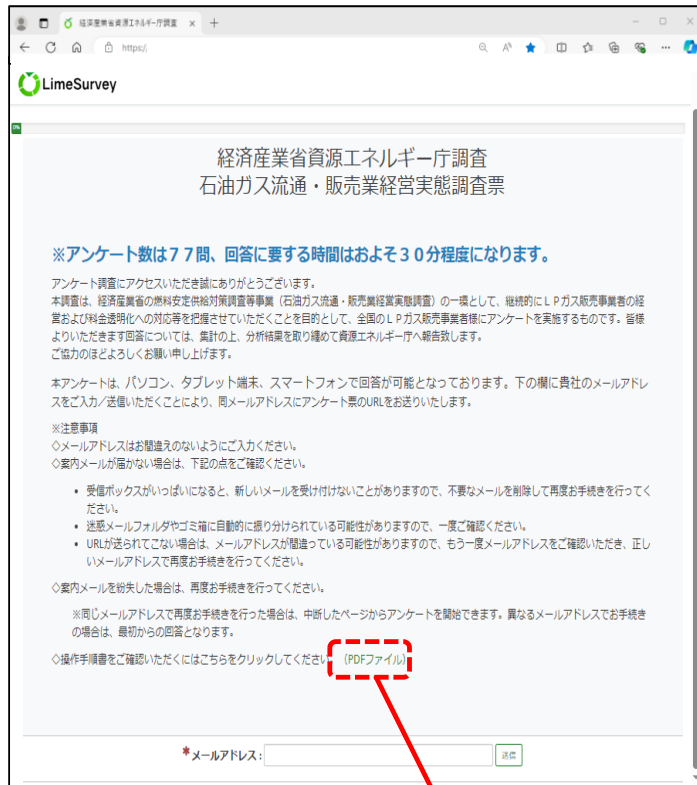 経済産業省資源エネルギー庁調査
https:/
LimeSurvey
0%
経済産業省資源エネルギー庁調査
石油ガス流通・販売業経営実態調査票
※アンケート数は７７問、回答に要する時間はおよそ３０分程度になります。
アンケート調査にアクセスいただき誠にありがとうございます。
本調査は、経済産業省の燃料安定供給対策調査等事業（石油ガス流通・販売業経営実態調査）の一環として、継続的にＬＰガス販売事業者の経
営および料金透明化への対応等を把握させていただくことを目的として、全国のＬＰガス販売事業者様にアンケートを実施するものです。皆様
よりいただきます回答については、集計の上、分析結果を取り纏めて資源エネルギー庁へ報告致します。
ご協力のほどよろしくお願い申し上げます。
本アンケートは、パソコン、タブレット端末、スマートフォンで回答が可能となっております。下の欄に貴社のメールアドレ
スをご入力／送信いただくことにより、同メールアドレスにアンケート票のURLをお送りいたします。
※注意事項
◇メールアドレスはお間違えのないようにご入力ください。
◇案内メールが届かない場合は、下記の点をご確認ください。
• 受信ボックスがいっぱいになると、新しいメールを受け付けないことがありますので、不要なメールを削除して再度お手続きを行ってく
ださい。
• 迷惑メールフォルダやゴミ箱に自動的に振り分けられている可能性がありますので、一度ご確認ください。
• URLが送られてこない場合は、メールアドレスが間違っている可能性がありますので、もう一度メールアドレスをご確認いただき、正し
いメールアドレスで再度お手続きを行ってください。
◇案内メールを紛失した場合は、再度お手続きを行ってください。
※同じメールアドレスで再度お手続きを行った場合は、中断したページからアンケートを開始できます。異なるメールアドレスでお手続き
の場合は、最初からの回答となります。
◇操作手順書をご確認いただくにはこちらをクリックしてください （PDFファイル）
*メールアドレス：
送信